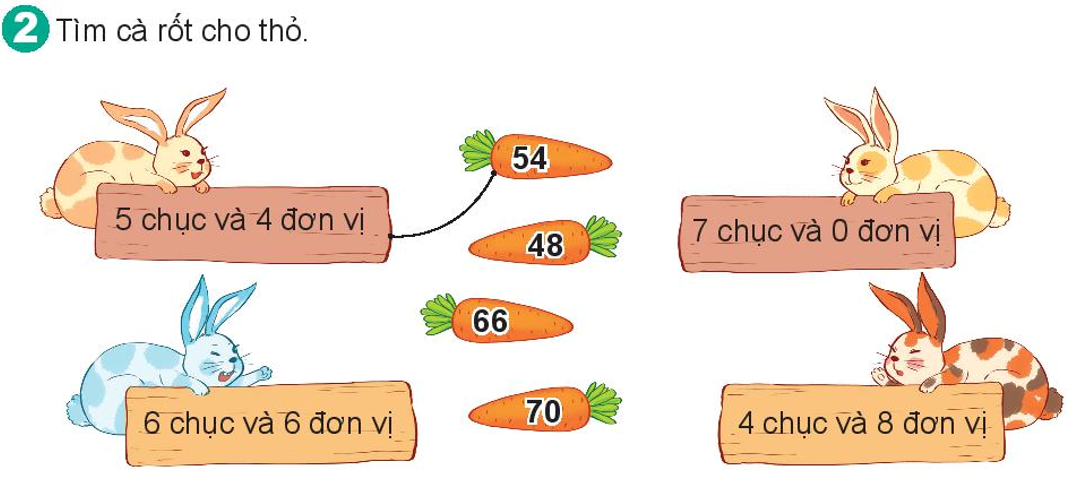 2 Tìm cà rốt cho thỏ.
5 chục và 4 đơn vị
54
7 chục và 0 đơn vị
48
66
6 chục và 6 đơn vị
70
4 chục và 8 đơn vị